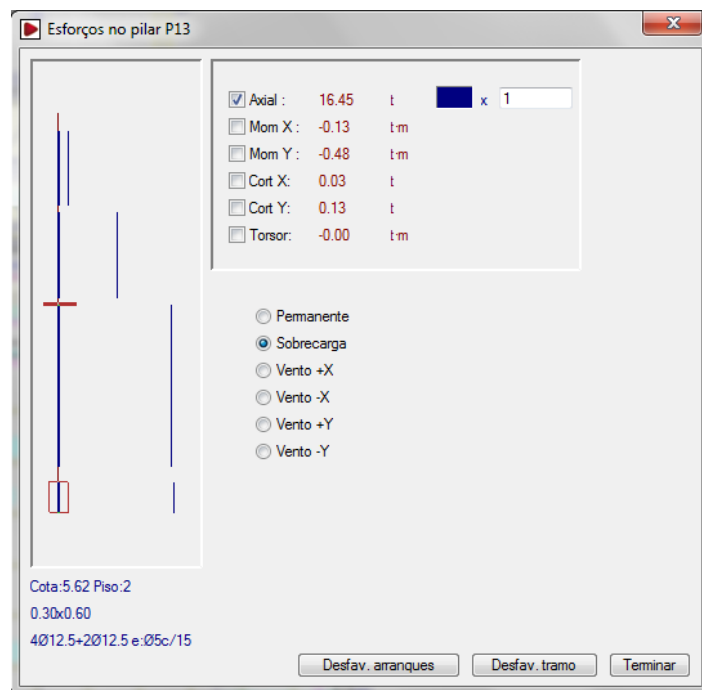 Esforços no pilar P13
Axial : 16.45 t x 1
Mom X : -0.13 t·m
Mom Y : -0.48 t·m
Cort X: 0.03 t
Cort Y: 0.13 t
Torsor: -0.00 t·m
Permanente
Sobrecarga
Vento +X
Vento -X
Vento +Y
Vento -Y
Cota:5.62 Piso:2
0.30x0.60
4Ø12.5+2Ø12.5 e:Ø5c/15
Desfav. arranques Desfav. tramo Terminar